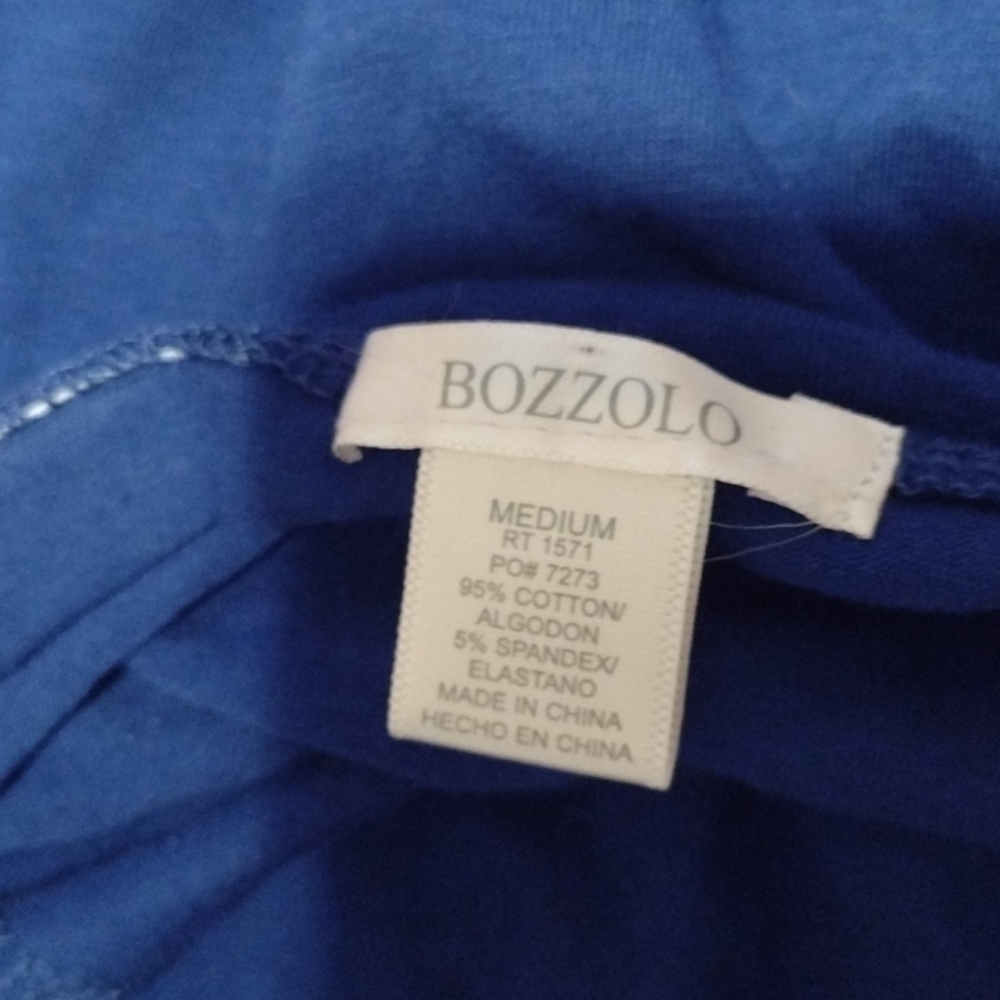 BOZZOLO
MEDIUM
RT 1571
PO# 7273
95% COTTON/
ALGODON
5% SPANDEX/
ELASTANO
MADE IN CHINA
HECHO EN CHINA